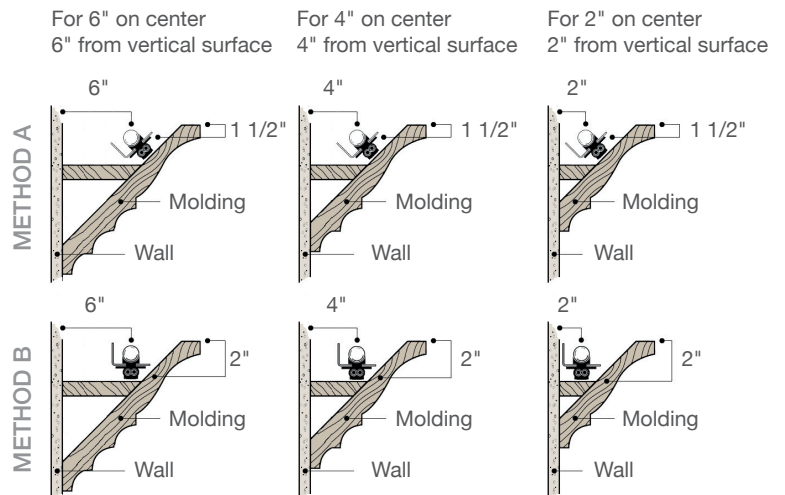 For 6" on center
6" from vertical surface
For 4" on center
4" from vertical surface
For 2" on center
2" from vertical surface
METHOD A
6"
1 1/2"
Molding
Wall
4"
1 1/2"
Molding
Wall
2"
1 1/2"
Molding
Wall
METHOD B
6"
2"
Molding
Wall
4"
2"
Molding
Wall
2"
2"
Molding
Wall